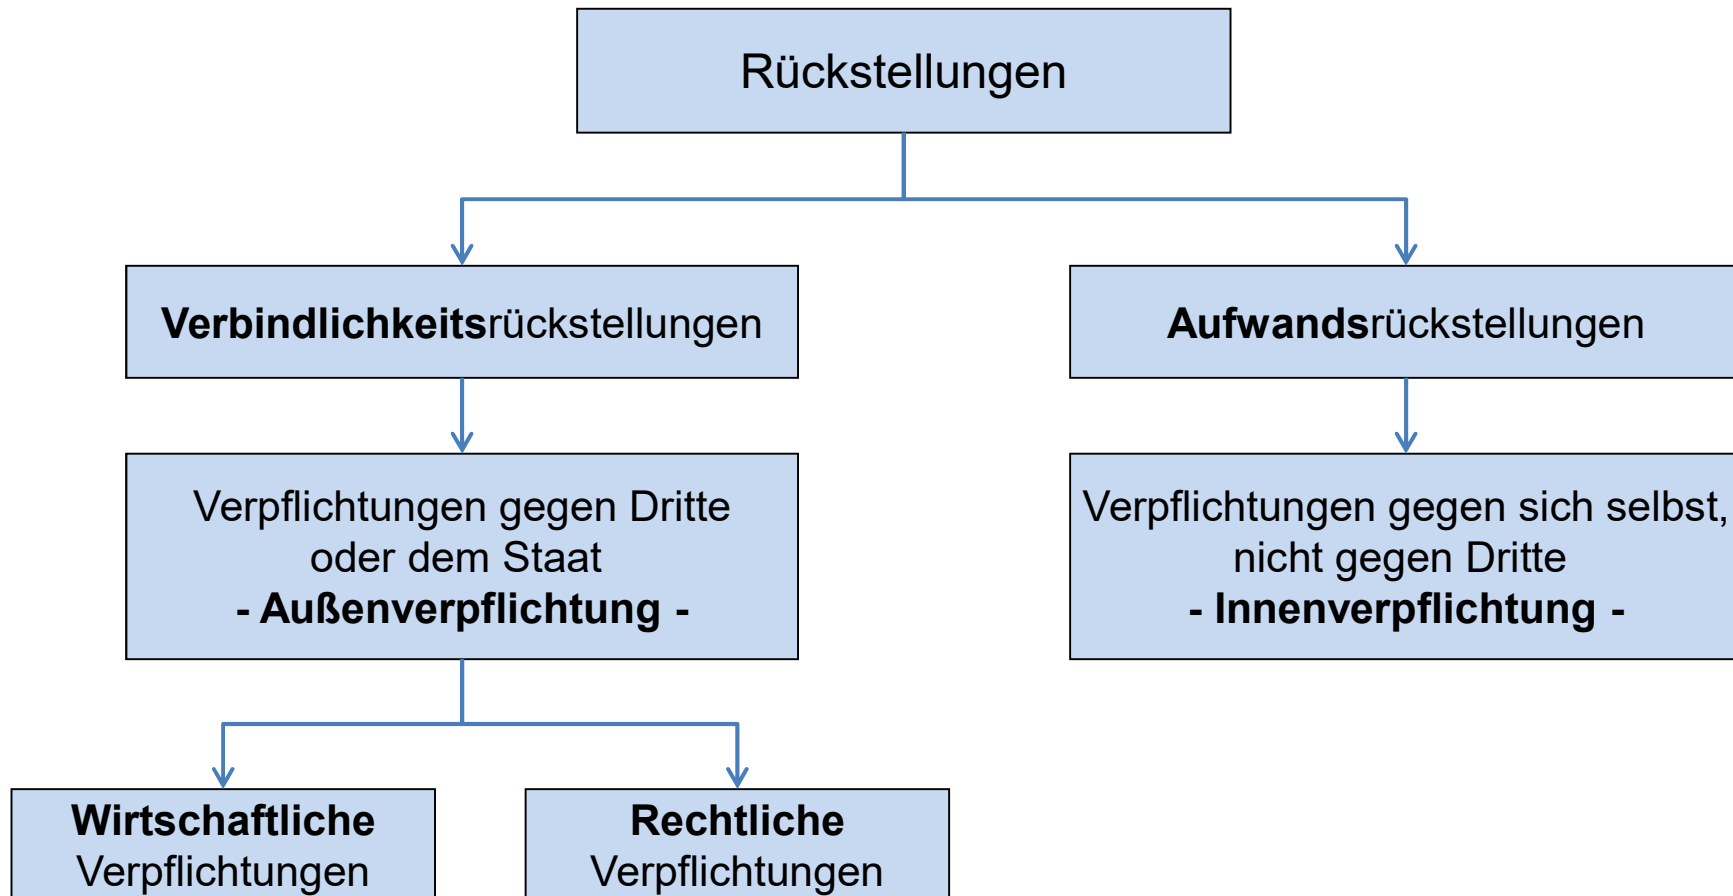 Rückstellungen
Verbindlichkeitsrückstellungen
Aufwandsrückstellungen
Verpflichtungen gegen Dritte
oder dem Staat
- Außenverpflichtung -
Verpflichtungen gegen sich selbst,
nicht gegen Dritte
- Innenverpflichtung -
Wirtschaftliche
Verpflichtungen
Rechtliche
Verpflichtungen